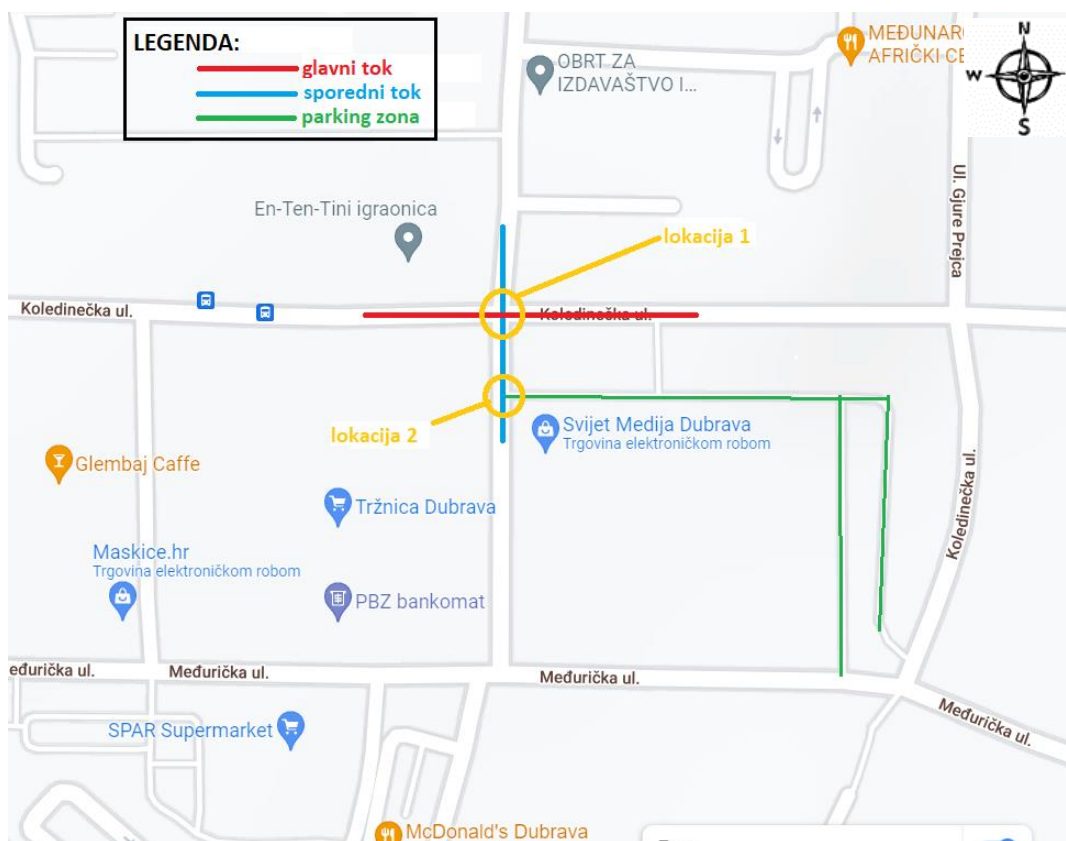 LEGENDA:
glavni tok
sporedni tok
parking zona
OBRT ZA
IZDAVAŠTVO I...
MEĐUNAR
AFRIČKI CE
N
W
S
Ul. Gjure Prejca
En-Ten-Tini igraonica
lokacija 1
Koledinečka ul.
Koledinečka ul.
lokacija 2
Svijet Medija Dubrava
Trgovina elektroničkom robom
Glembaj Caffe
Tržnica Dubrava
Koledinečka ul.
Maskice.hr
Trgovina elektroničkom robom
PBZ bankomat
eđurička ul.
Međurička ul.
Međurička ul.
Međurička ul.
SPAR Supermarket
McDonald's Dubrava